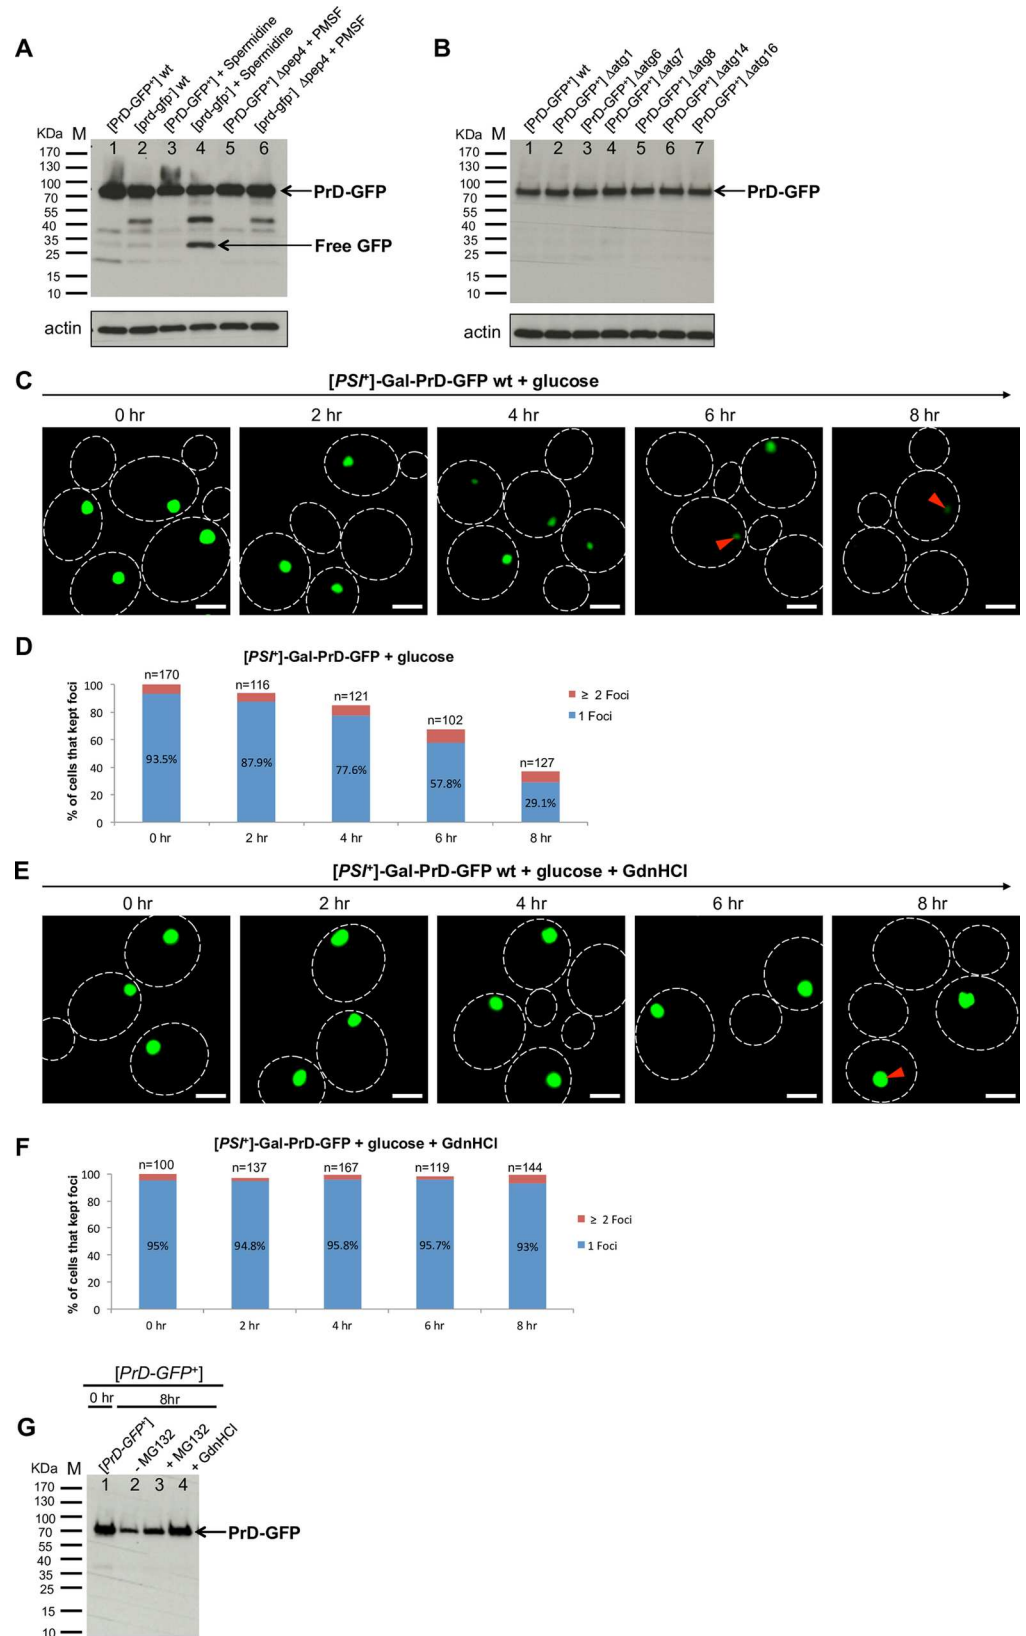 A
[PrD-GFP⁺] wt
[prd-gfp⁻] wt
[PrD-GFP⁺] + Spermidine
[prd-gfp⁻] + Spermidine
[PrD-GFP⁺] Δpep4 + PMSF
[prd-gfp⁻] Δpep4 + PMSF
KDa M
1 2 3 4 5 6
170
130
100
70
55
40
35
25
15
10
PrD-GFP
Free GFP
actin
B
[PrD-GFP⁺] wt
[PrD-GFP⁺] Δatg1
[PrD-GFP⁺] Δatg6
[PrD-GFP⁺] Δatg7
[PrD-GFP⁺] Δatg8
[PrD-GFP⁺] Δatg14
[PrD-GFP⁺] Δatg16
KDa M
1 2 3 4 5 6 7
170
130
100
70
55
40
35
25
15
10
PrD-GFP
actin
C
[PSI⁺]-Gal-PrD-GFP wt + glucose
0 hr 2 hr 4 hr 6 hr 8 hr
D
[PSI⁺]-Gal-PrD-GFP + glucose
% of cells that kept foci
100
80
60
40
20
0
n=170
n=116
n=121
n=102
n=127
93.5%
87.9%
77.6%
57.8%
29.1%
≥ 2 Foci
1 Foci
0 hr 2 hr 4 hr 6 hr 8 hr
E
[PSI⁺]-Gal-PrD-GFP wt + glucose + GdnHCl
0 hr 2 hr 4 hr 6 hr 8 hr
F
[PSI⁺]-Gal-PrD-GFP + glucose + GdnHCl
% of cells that kept foci
100
80
60
40
20
0
n=100 n=137 n=167 n=119 n=144
95% 94.8% 95.8% 95.7% 93%
≥ 2 Foci
1 Foci
0 hr 2 hr 4 hr 6 hr 8 hr
[PrD-GFP⁺]
0 hr 8hr
G
[PrD-GFP⁺]
- MG132
+ MG132
+ GdnHCl
KDa M
1 2 3 4
170
130
100
70
55
40
35
25
15
10
PrD-GFP